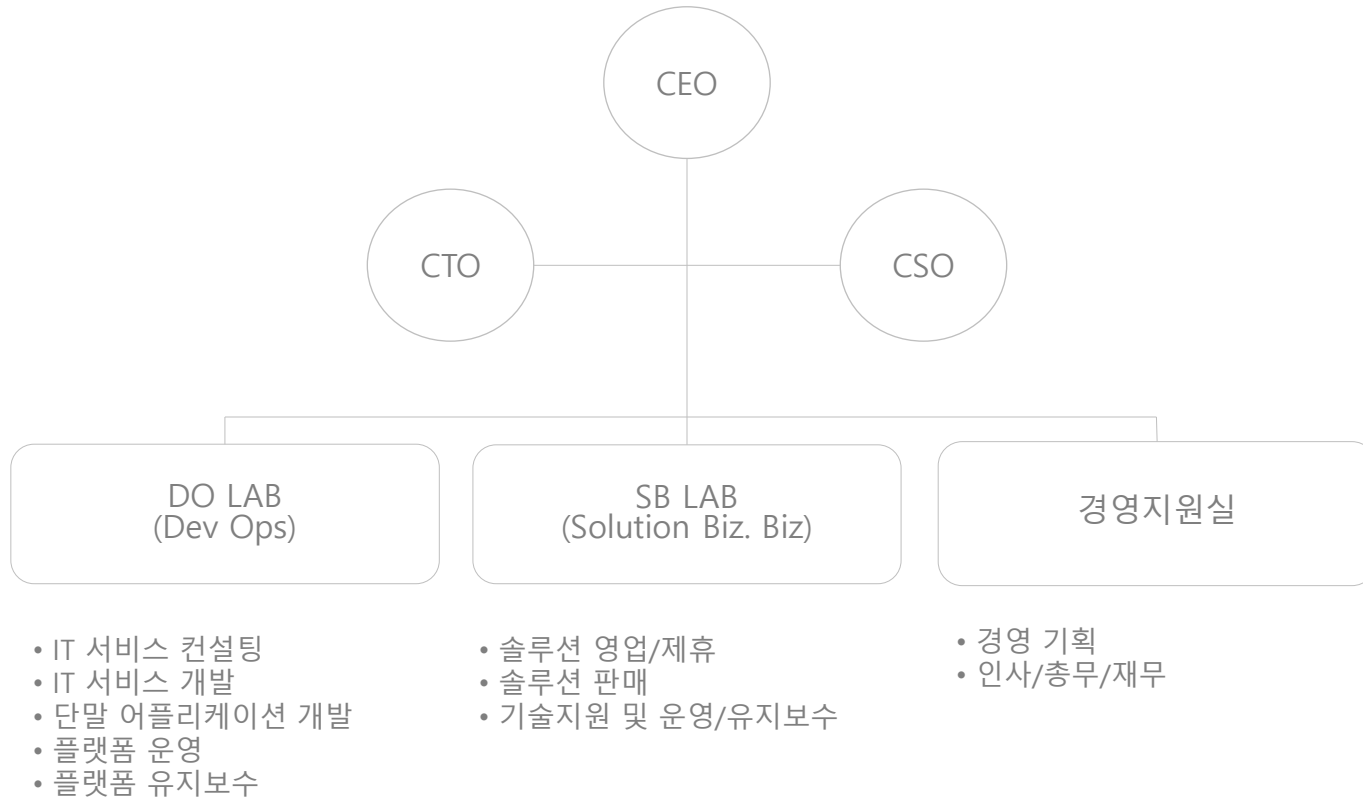 CEO
CTO
CSO
DO LAB
(Dev Ops)
SB LAB
(Solution Biz. Biz)
경영지원실
• IT 서비스 컨설팅
• IT 서비스 개발
• 단말 어플리케이션 개발
• 플랫폼 운영
• 플랫폼 유지보수
• 솔루션 영업/제휴
• 솔루션 판매
• 기술지원 및 운영/유지보수
• 경영 기획
• 인사/총무/재무